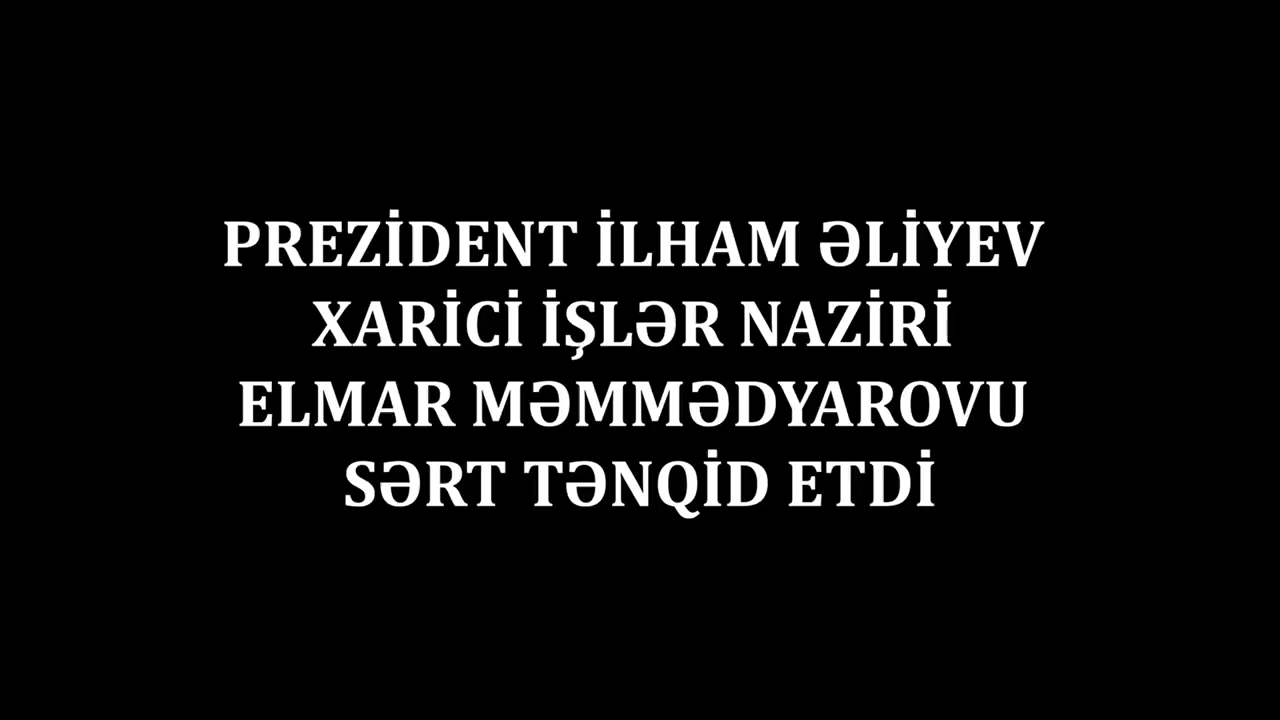 PREZİDENT İLHAM ƏLİYEV
XARİCİ İŞLƏR NAZİRİ
ELMAR MƏMMƏDYAROVU
SƏRT TƏNQİD ETDİ